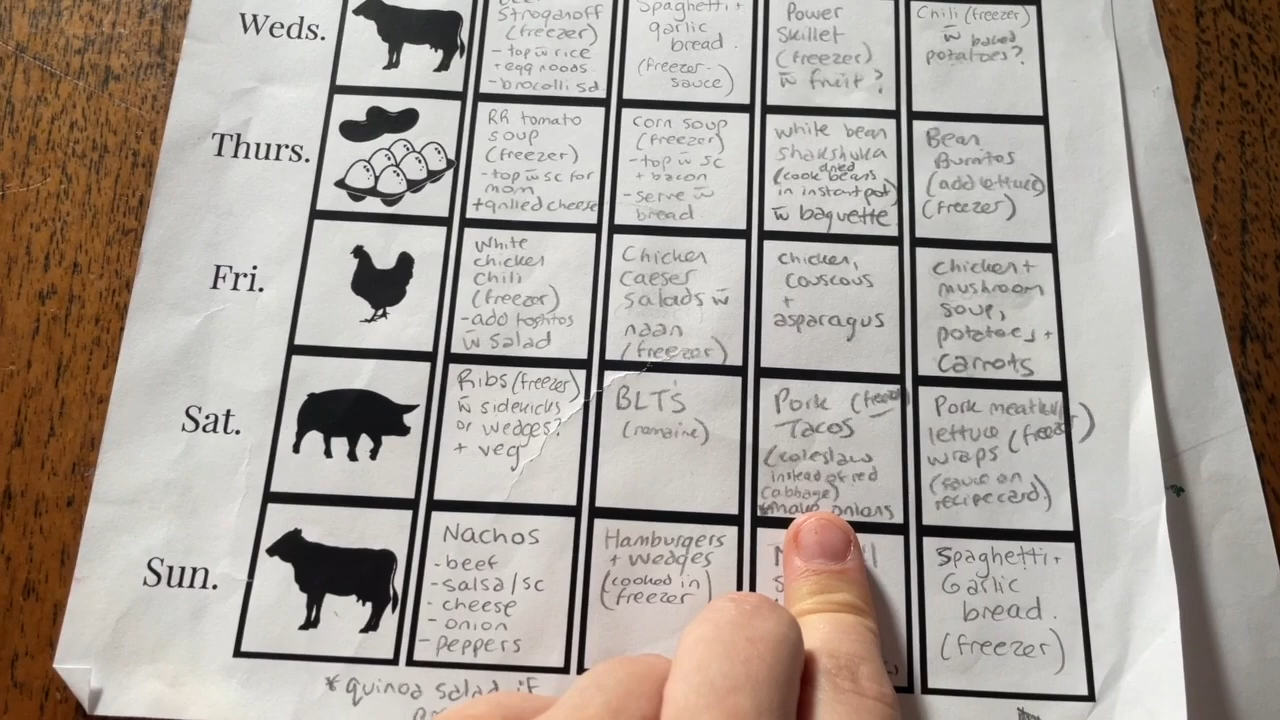 Weds.
Stroganoff
(freezer)
- top w̄ rice
+ egg noods.
- brocolli sd.
Spaghetti +
garlic
bread.
(freezer-
sauce)
Power
Skillet
(freezer)
w̄ fruit?
Chili (freezer)
w̄ baked
potatoes?
Thurs.
RR tomato
soup
(freezer)
- top w̄ sc for
mom
+ grilled cheese
corn soup
(freezer)
- top w̄ sc
+ bacon
- serve w̄
bread
white bean
shakshuka
(cook dried beans
in instant pot)
w̄ baguette
Bean
Burritos
(add lettuce)
(freezer)
Fri.
White
chicken
Chili
(freezer)
- add tostitos
w̄ salad
Chicken
caeser
salads w̄
naan
(freezer)
chicken,
couscous
+
asparagus
chicken +
mushroom
soup,
potatoes +
carrots
Sat.
Ribs (freezer)
w̄ sidekicks
or wedges?
+ veg
BLT's
(romaine)
Pork (freezer)
Tacos
(coleslaw
instead of red
cabbage)
*make onions
Pork meatball
lettuce (freezer)
wraps
(sauce on
recipe card.)
Sun.
Nachos
- beef
- salsa/sc
- cheese
- onion
- peppers
Hamburgers
+ wedges
(cooked in
freezer)
Spaghetti +
Garlic
bread.
(freezer)
*quinoa salad if